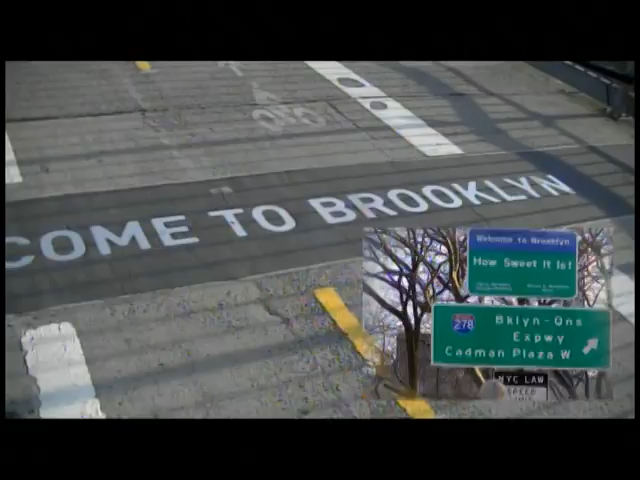 COME TO BROOKLYN
Welcome to Brooklyn
How Sweet It Is!
278
Bklyn-Qns
Expwy
Cadman Plaza W
NYC LAW